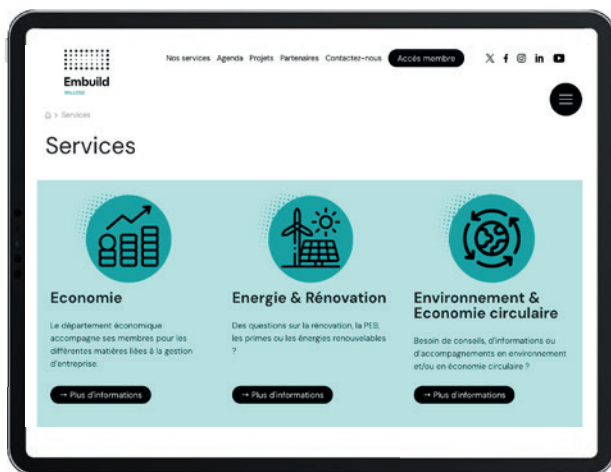 Nos services Agenda Projets Partenaires Contactez-nous Accès membre
Embuild
> Services
Services
Economie
Le département économique
accompagne ses membres pour les
différentes matières liées à la gestion
d'entreprise.
→ Plus d'informations
Energie & Rénovation
Des questions sur la rénovation, la PEB,
les primes ou les énergies renouvelables
?
→ Plus d'informations
Environnement &
Economie circulaire
Besoin de conseils, d'informations ou
d'accompagnements en environnement
et/ou en économie circulaire ?
→ Plus d'informations